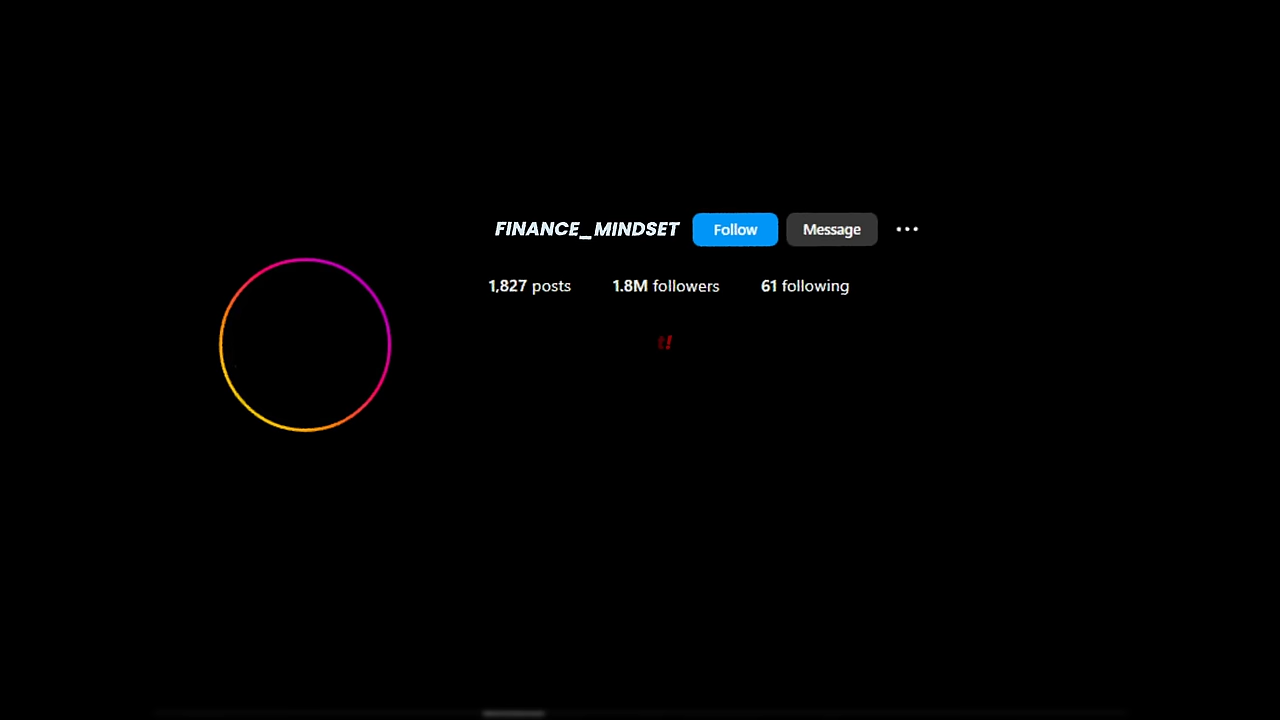 FINANCE_MINDSET Follow Message
1,827 posts 1.8M followers 61 following
t!